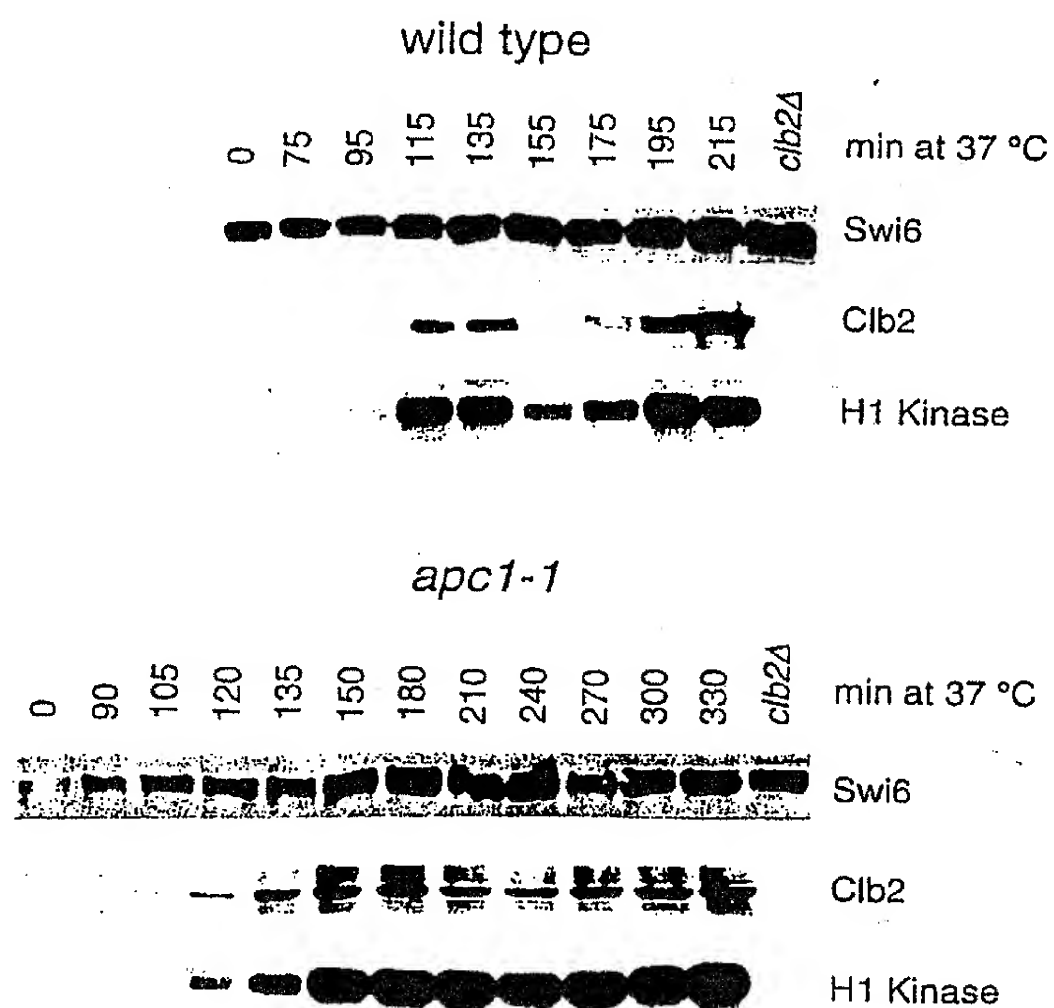 wild type
0 75 95 115 135 155 175 195 215 clb2Δ min at 37 °C
Swi6
Clb2
H1 Kinase
apc1-1
0 90 105 120 135 150 180 210 240 270 300 330 clb2Δ min at 37 °C
Swi6
Clb2
H1 Kinase